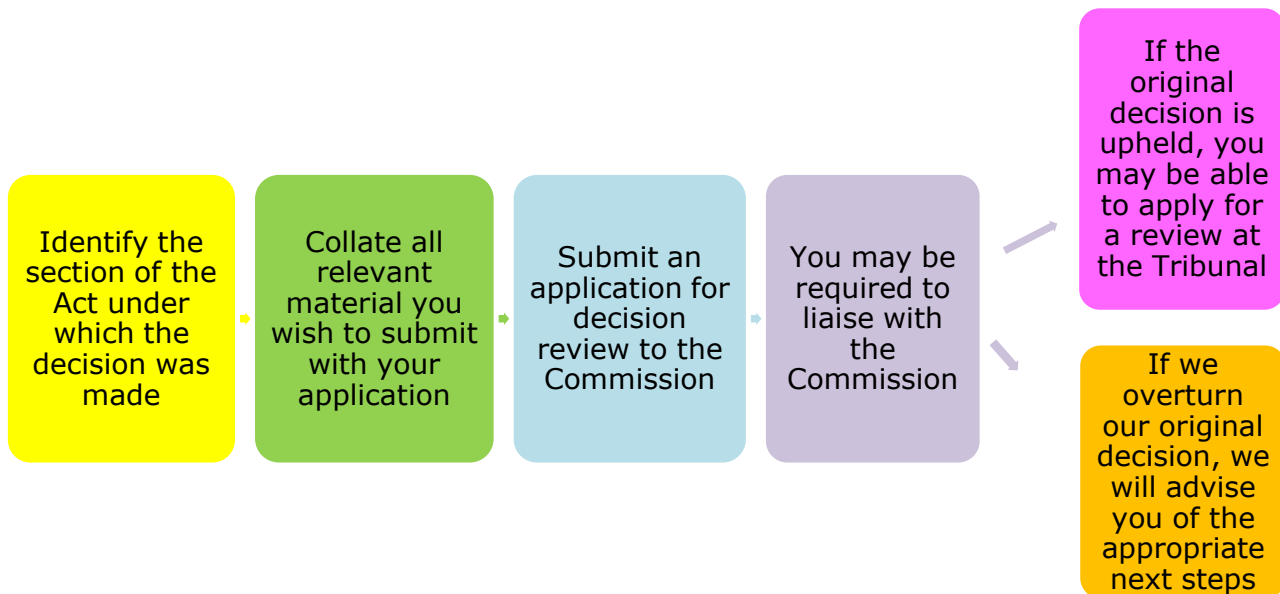 Identify the
section of the
Act under
which the
decision was
made
Collate all
relevant
material you
wish to submit
with your
application
Submit an
application for
decision
review to the
Commission
You may be
required to
liaise with
the
Commission
If the
original
decision is
upheld, you
may be able
to apply for
a review at
the Tribunal
If we
overturn
our original
decision, we
will advise
you of the
appropriate
next steps